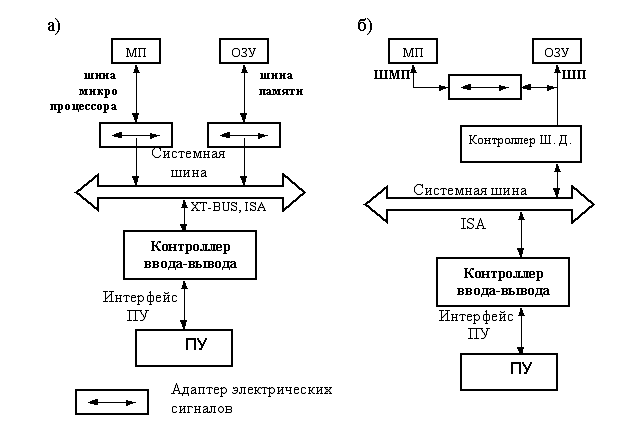 а)
МП
ОЗУ
шина
микро
процессора
шина
памяти
Системная
шина
XT-BUS, ISA
Контроллер
ввода-вывода
Интерфейс
ПУ
ПУ
Адаптер электрических
сигналов
б)
МП
ОЗУ
ШМП
ШП
Контроллер Ш. Д.
Системная шина
ISA
Контроллер
ввода-вывода
Интерфейс
ПУ
ПУ